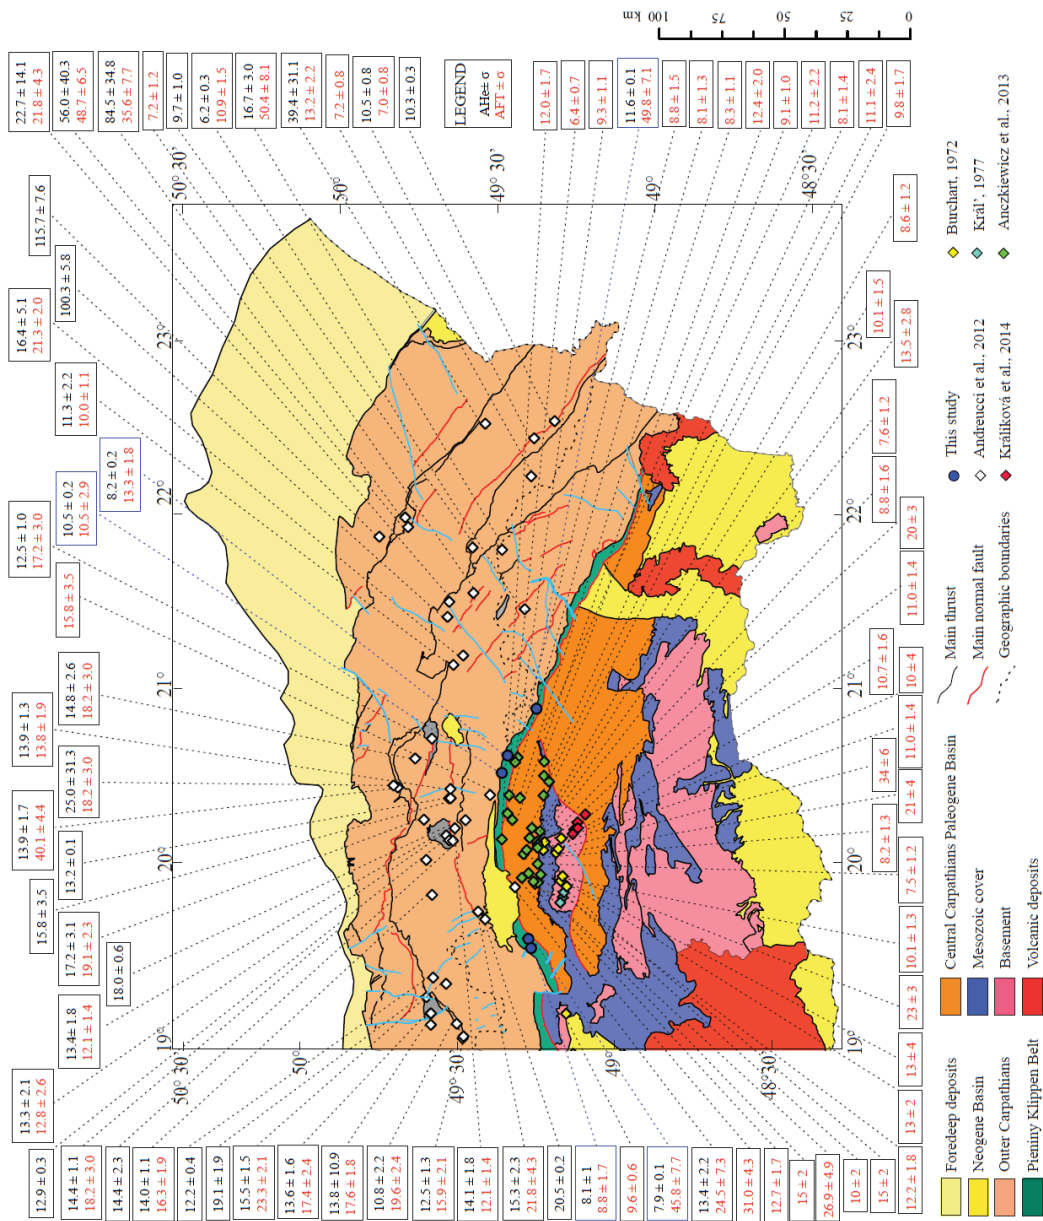 13.3 ± 2.1
12.8 ± 2.6
13.4± 1.8
12.1 ± 1.4
18.0 ± 0.6
17.2 ± 3.1
19.1 ± 2.3
15.8 ± 3.5
13.2 ± 0.1
13.9 ± 1.7
40.1 ± 4.4
25.0 ± 31.3
18.2 ± 3.0
13.9 ± 1.3
13.8 ± 1.9
14.8 ± 2.6
18.2 ± 3.0
15.8 ± 3.5
12.5 ± 1.0
17.2 ± 3.0
10.5 ± 0.2
10.5 ± 2.9
8.2 ± 0.2
13.3 ± 1.8
11.3 ± 2.2
10.0 ± 1.1
16.4 ± 5.1
21.3 ± 2.0
100.3 ± 5.8
115.7 ± 7.6
22.7 ± 14.1
21.8 ± 4.3
56.0 ± 40.3
48.7 ± 6.5
84.5 ± 34.8
35.6 ± 7.7
7.2 ± 1.2
9.7 ± 1.0
6.2 ± 0.3
10.9 ± 1.5
16.7 ± 3.0
50.4 ± 8.1
39.4 ± 31.1
13.2 ± 2.2
7.2 ± 0.8
10.5 ± 0.8
7.0 ± 0.8
10.3 ± 0.3
LEGEND
AHe± σ
AFT ± σ
12.0 ± 1.7
6.4 ± 0.7
9.3 ± 1.1
11.6 ± 0.1
49.8 ± 7.1
8.8 ± 1.5
8.1 ± 1.3
8.3 ± 1.1
12.4 ± 2.0
9.1 ± 1.0
11.2 ± 2.2
8.1 ± 1.4
11.1 ± 2.4
9.8 ± 1.7
12.9 ± 0.3
14.4 ± 1.1
18.2 ± 3.0
14.4 ± 2.3
14.0 ± 1.1
16.3 ± 1.9
12.2 ± 0.4
19.1 ± 1.9
15.5 ± 1.5
23.3 ± 2.1
13.6 ± 1.6
17.4 ± 2.4
13.8 ± 10.9
17.6 ± 1.8
10.8 ± 2.2
19.6 ± 2.4
12.5 ± 1.3
15.9 ± 2.1
14.1 ± 1.8
12.1 ± 1.4
15.3 ± 2.3
21.8 ± 4.3
20.5 ± 0.2
8.1 ± 1
8.8 ± 1.7
9.6 ± 0.6
7.9 ± 0.1
45.8 ± 7.7
13.4 ± 2.2
24.5 ± 7.3
31.0 ± 4.3
12.7 ± 1.7
15 ± 2
26.9 ± 4.9
10 ± 2
15 ± 2
12.2 ± 1.8
19°
20°
21°
22°
23°
50° 30'
50°
49° 30'
49°
48° 30'
50° 30'
50°
49° 30'
49°
48° 30'
19°
20°
21°
22°
23°
13 ± 2
13 ± 4
23 ± 3
10.1 ± 1.3
7.5 ± 1.2
8.2 ± 1.3
21 ± 4
34 ± 6
11.0 ± 1.4
10 ± 4
10.7 ± 1.6
11.0 ± 1.4
20 ± 3
8.8 ± 1.6
7.6 ± 1.2
13.5 ± 2.8
10.1 ± 1.5
8.6 ± 1.2
km
100
75
50
25
0
Foredeep deposits
Neogene Basin
Outer Carpathians
Pieniny Klippen Belt
Central Carpathians Paleogene Basin
Mesozoic cover
Basement
Volcanic deposits
Main thrust
Main normal fault
Geographic boundaries
This study
Andreucci et al., 2012
Králiková et al., 2014
Burchart, 1972
Král', 1977
Anczkiewicz et al., 2013